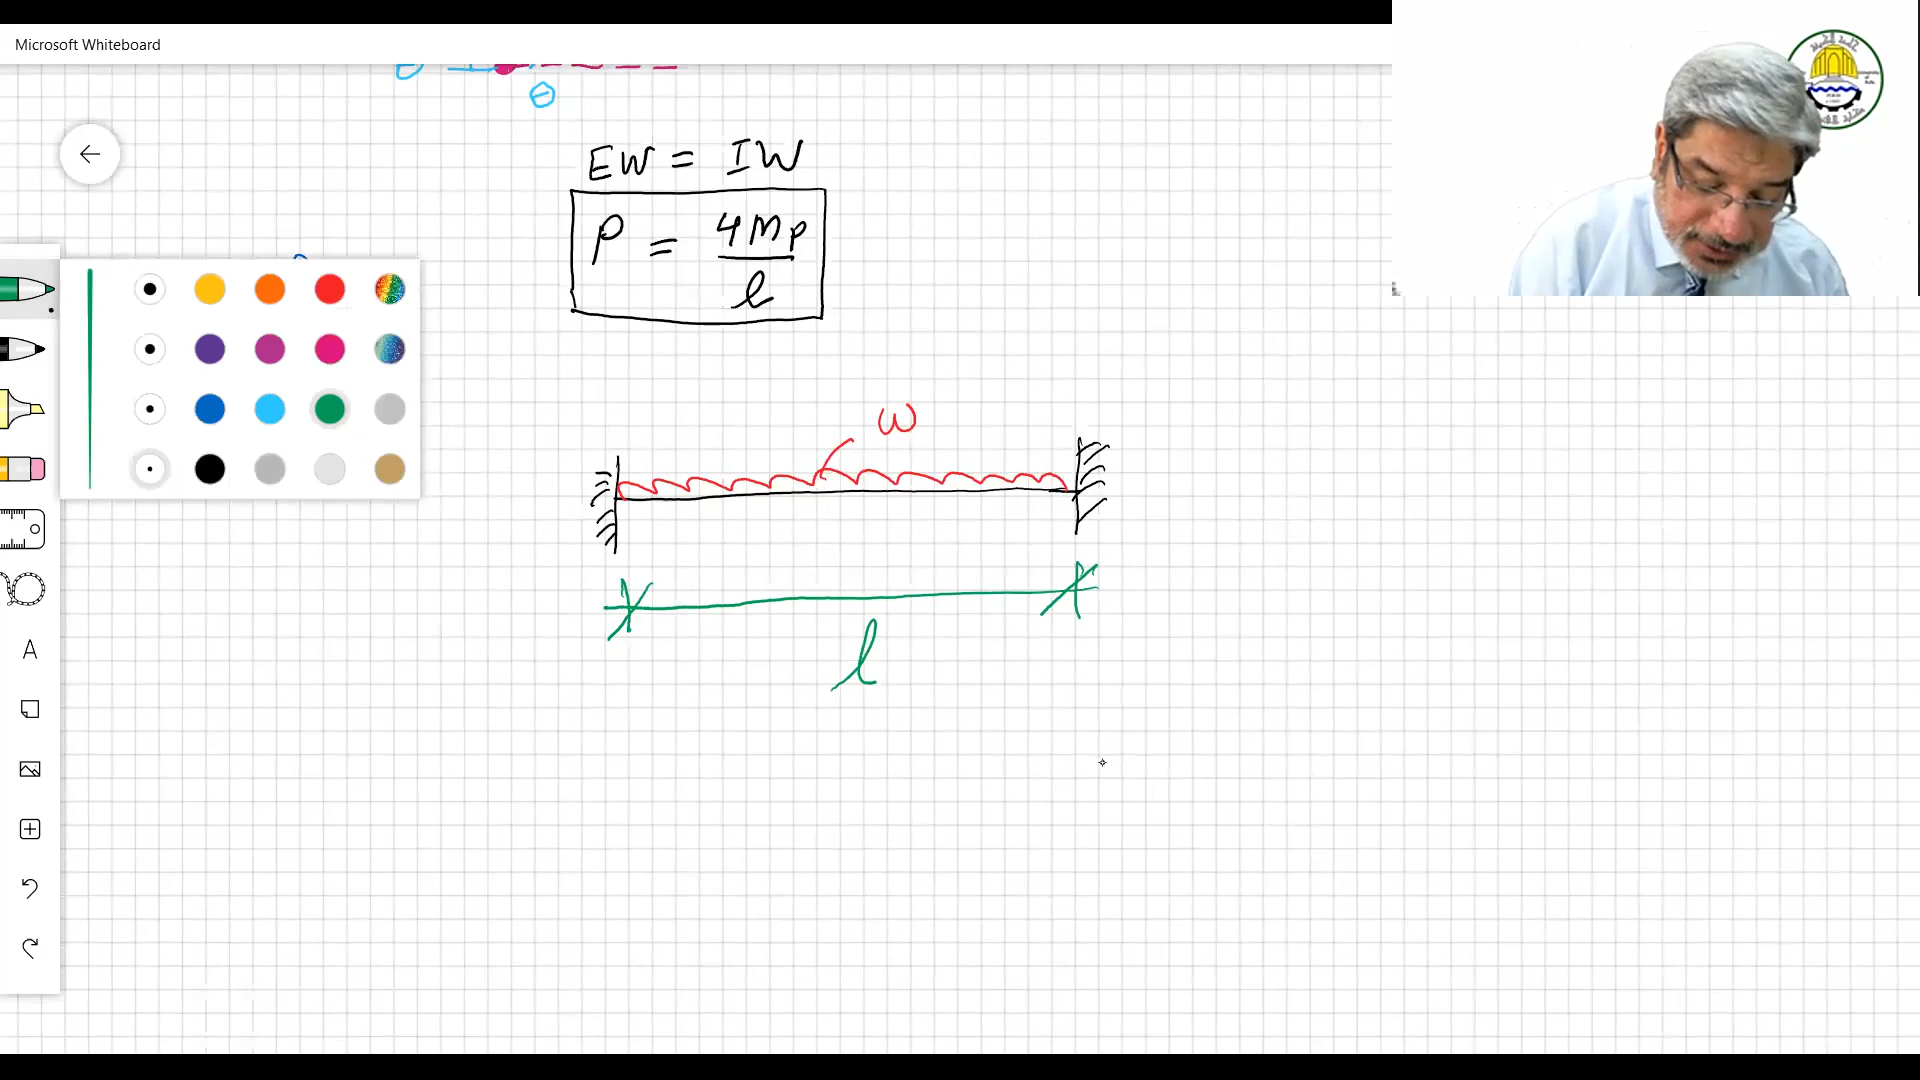 Microsoft Whiteboard
θ
EW = IW
P = 4Mp
l
ω
l
A